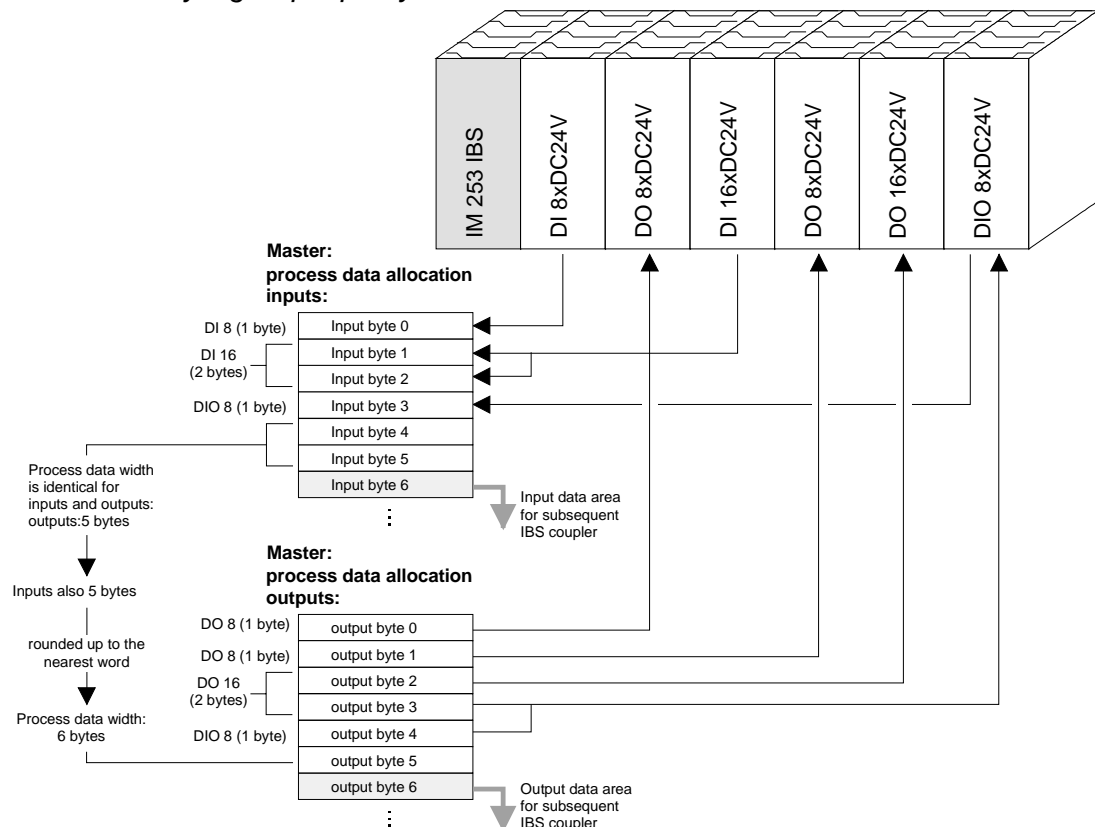 IM 253 IBS
DI 8xDC24V
DO 8xDC24V
DI 16xDC24V
DO 8xDC24V
DO 16xDC24V
DIO 8xDC24V
Master:
process data allocation
inputs:
DI 8 (1 byte)
Input byte 0
DI 16
(2 bytes)
Input byte 1
Input byte 2
DIO 8 (1 byte)
Input byte 3
Input byte 4
Input byte 5
Input byte 6
Input data area
for subsequent
IBS coupler
Process data width
is identical for
inputs and outputs:
outputs:5 bytes
Inputs also 5 bytes
rounded up to the
nearest word
Process data width:
6 bytes
Master:
process data allocation
outputs:
DO 8 (1 byte)
output byte 0
DO 8 (1 byte)
output byte 1
DO 16
(2 bytes)
output byte 2
output byte 3
DIO 8 (1 byte)
output byte 4
output byte 5
output byte 6
Output data area
for subsequent
IBS coupler